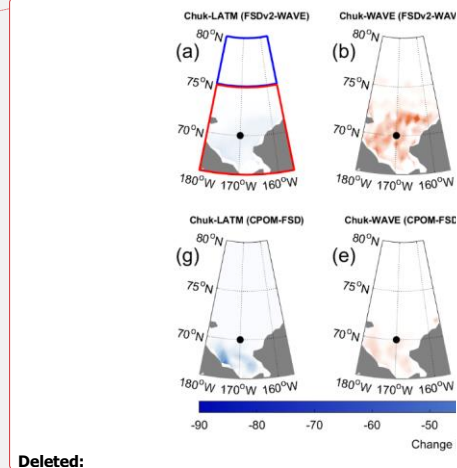 Chuk-LATM (FSDv2-WAVE) Chuk-WAVE (FSDv2-WAV
80°N 80°N
(a) (b)
75°N 75°N
70°N 70°N
180°W 170°W 160°W 180°W 170°W 160°W
Chuk-LATM (CPOM-FSD) Chuk-WAVE (CPOM-FSD
80°N 80°N
(g) (e)
75°N 75°N
70°N 70°N
180°W 170°W 160°W 180°W 170°W 160°W
-90 -80 -70 -60 -50
Change
Deleted: